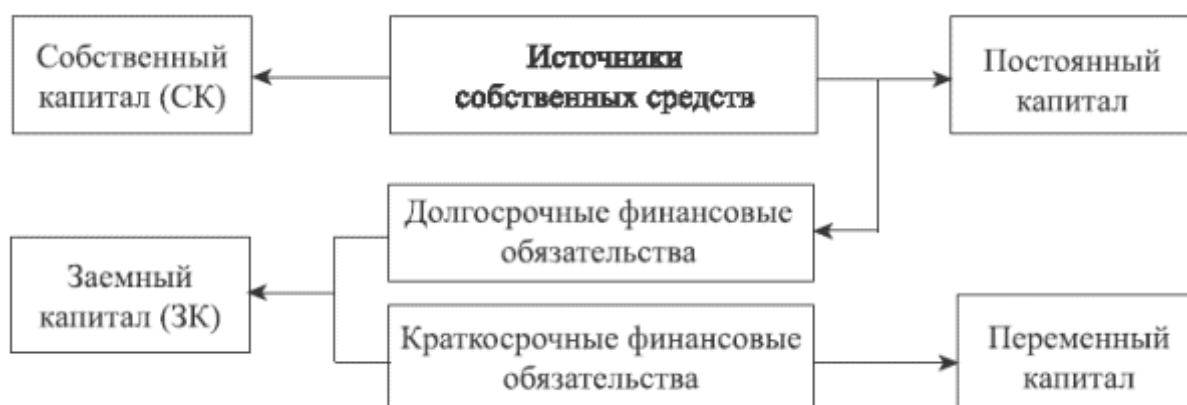 Собственный
капитал (СК)
Источники
собственных средств
Постоянный
капитал
Долгосрочные финансовые
обязательства
Заемный
капитал (ЗК)
Краткосрочные финансовые
обязательства
Переменный
капитал